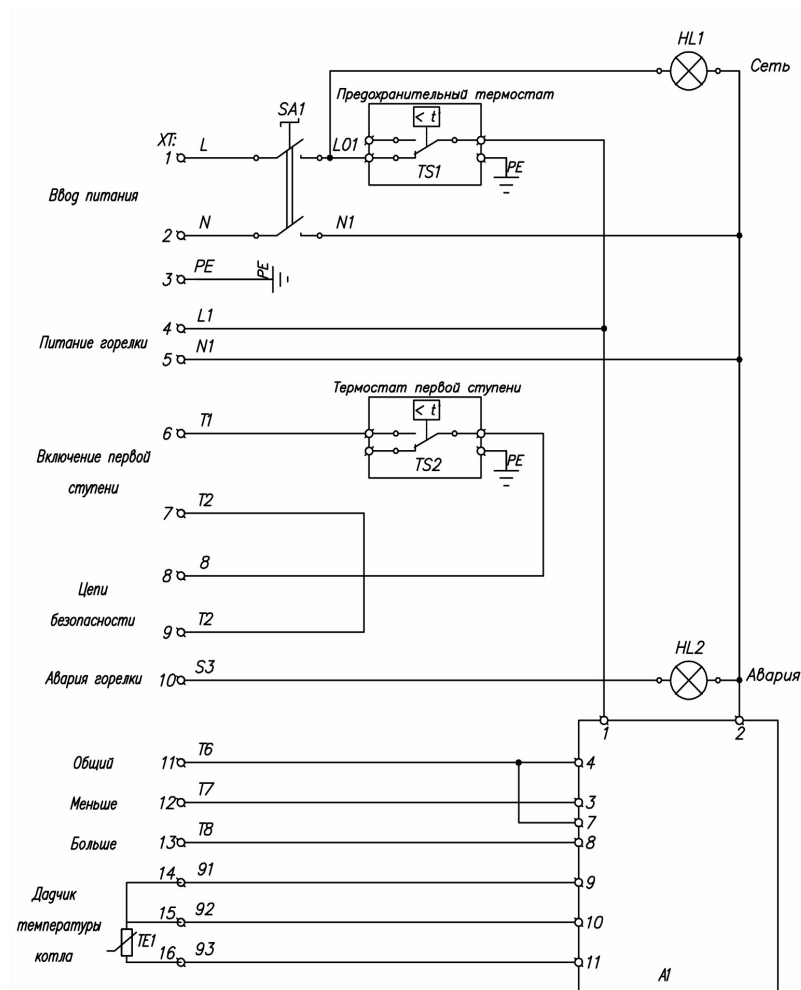 HL1
Сеть
Предохранительный термостат
SA1
< t
XT:
1 L
L01
TS1
PE
Ввод питания
2 N
N1
3 PE
PE
4 L1
Питание горелки
5 N1
Термостат первой ступени
< t
6 T1
TS2
PE
Включение первой
ступени
7 T2
8 8
Цепи
безопасности
9 T2
HL2
Авария горелки
10 S3
Авария
1
2
Общий
11 T6
4
Меньше
12 T7
3
7
Больше
13 T8
8
14 91
9
Дадчик
температуры
котла
15 92
10
TE1
16 93
11
A1